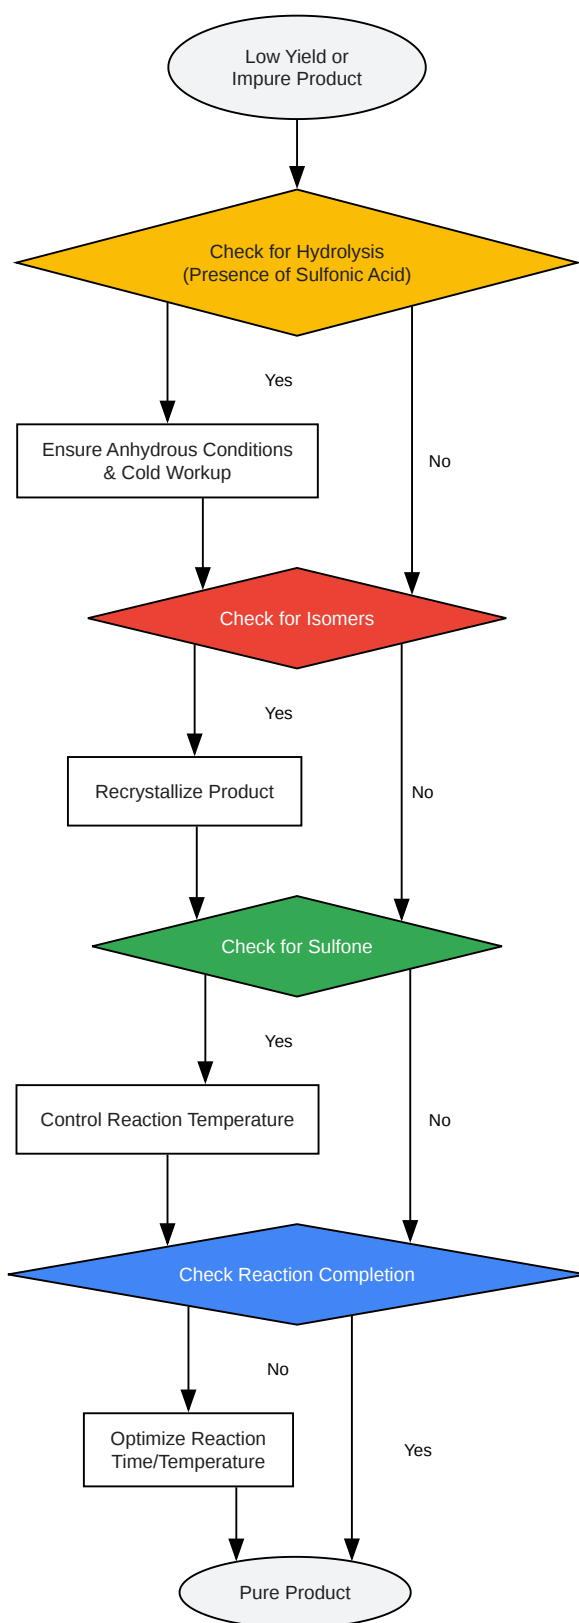 Low Yield or
Impure Product
Check for Hydrolysis
(Presence of Sulfonic Acid)
Yes
Ensure Anhydrous Conditions
& Cold Workup
No
Check for Isomers
Yes
Recrystallize Product
No
Check for Sulfone
Yes
Control Reaction Temperature
No
Check Reaction Completion
No
Optimize Reaction
Time/Temperature
Yes
Pure Product